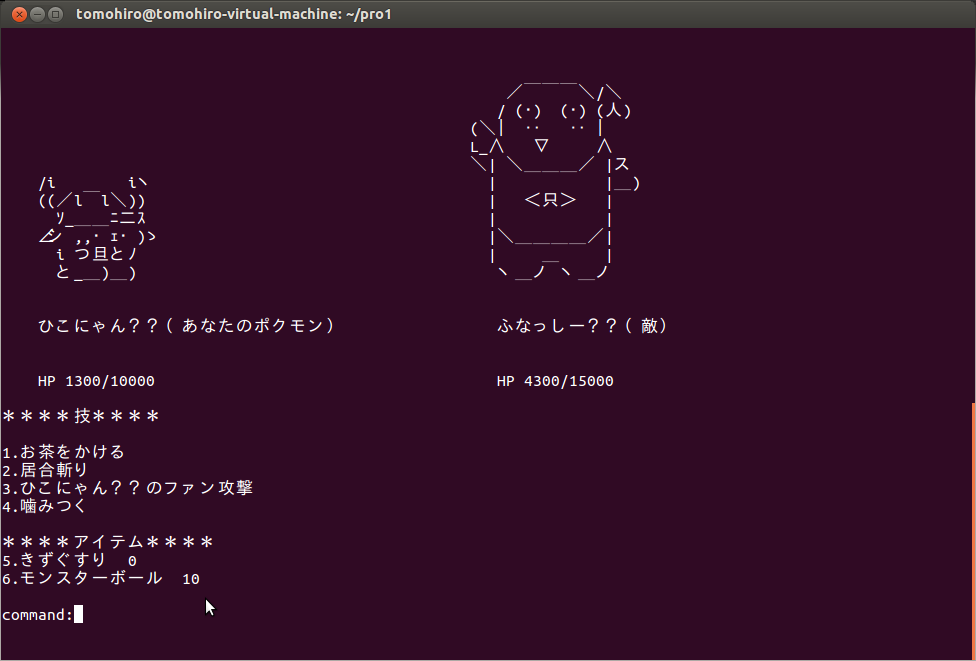 tomohiro@tomohiro-virtual-machine: ~/pro1
ひこにゃん？？(あなたのポクモン)
ふなっしー？？(敵)
HP 1300/10000
HP 4300/15000
＊＊＊＊技＊＊＊＊
1.お茶をかける
2.居合斬り
3.ひこにゃん？？のファン攻撃
4.噛みつく
＊＊＊＊アイテム＊＊＊＊
5.きずぐすり 0
6.モンスターボール 10
command: